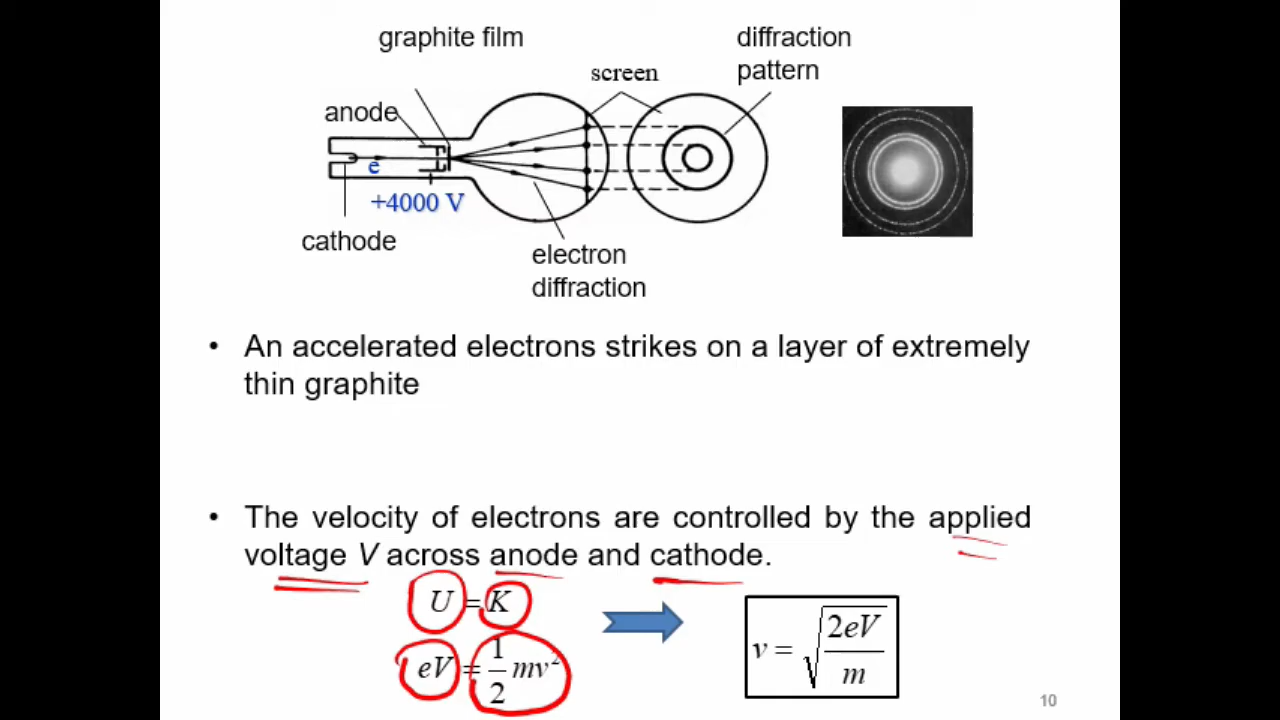 graphite film
diffraction
pattern
screen
anode
e
+4000 V
cathode
electron
diffraction
• An accelerated electrons strikes on a layer of extremely
thin graphite
• The velocity of electrons are controlled by the applied
voltage V across anode and cathode.
U = K
eV = 1/2 mv²
v = √(2eV/m)
10